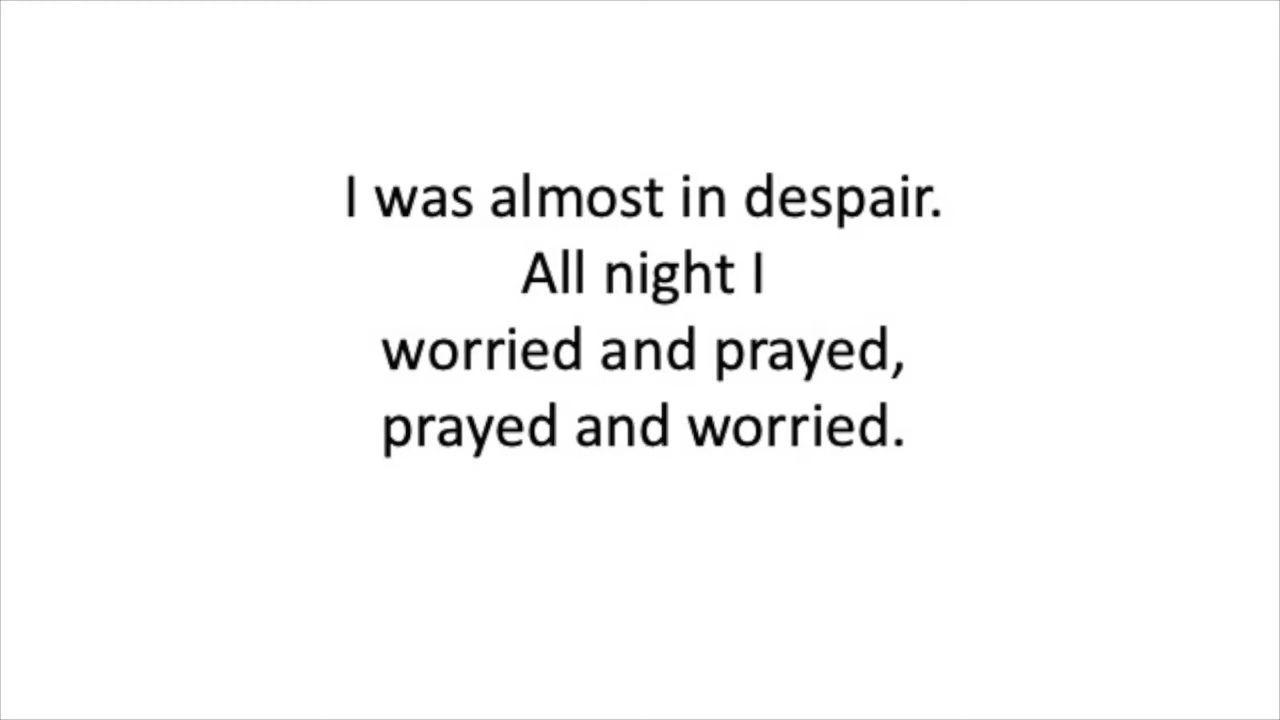 I was almost in despair.
All night I
worried and prayed,
prayed and worried.